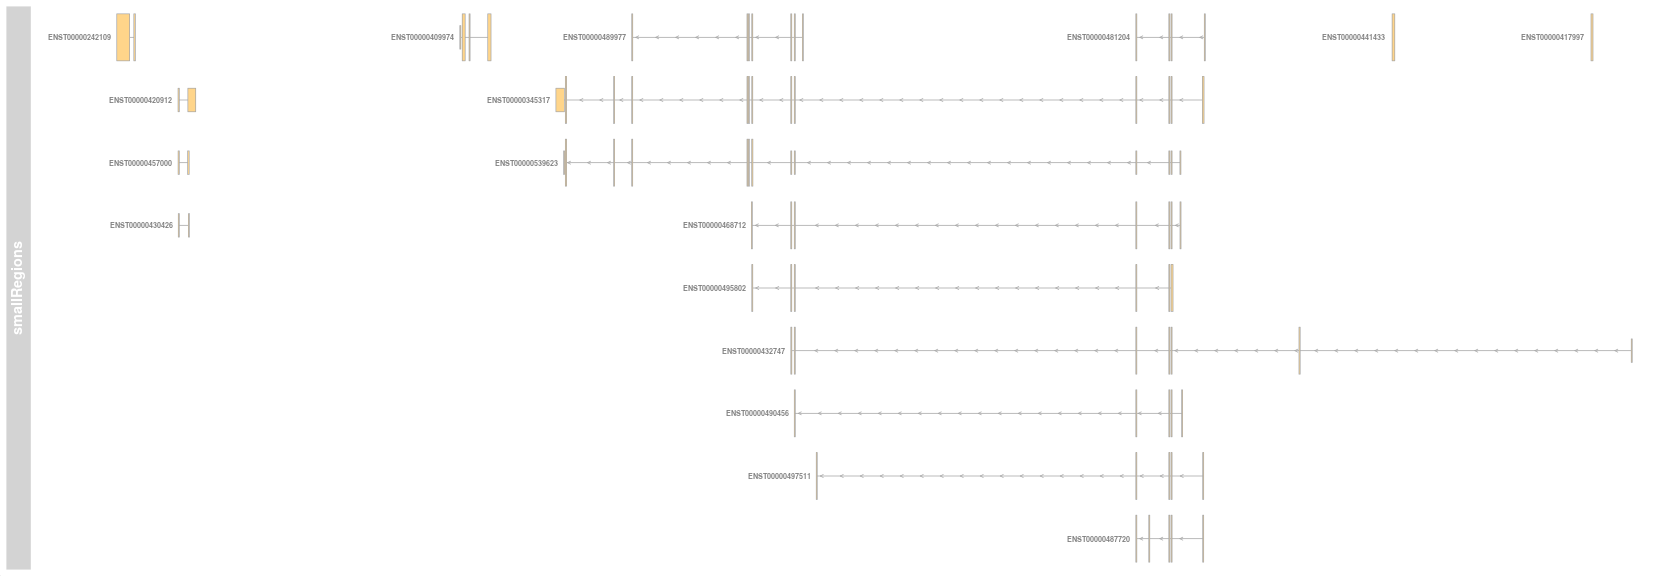 smallRegions
ENST00000242109 ENST00000409974 ENST00000489977 ENST00000481204 ENST00000441433 ENST00000417997
ENST00000420912 ENST00000345317
ENST00000457000 ENST00000539623
ENST00000430426 ENST00000468712
ENST00000495802
ENST00000432747
ENST00000490456
ENST00000497511
ENST00000487720